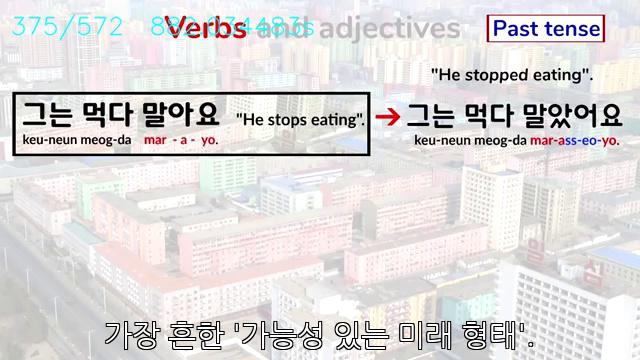 375/572 882.034483s
Verbs and adjectives
Past tense
"He stopped eating".
그는 먹다 말아요 "He stops eating". → 그는 먹다 말았어요
keu-neun meog-da mar - a - yo.
keu-neun meog-da mar-ass-eo-yo.
가장 흔한 '가능성 있는 미래 형태'.